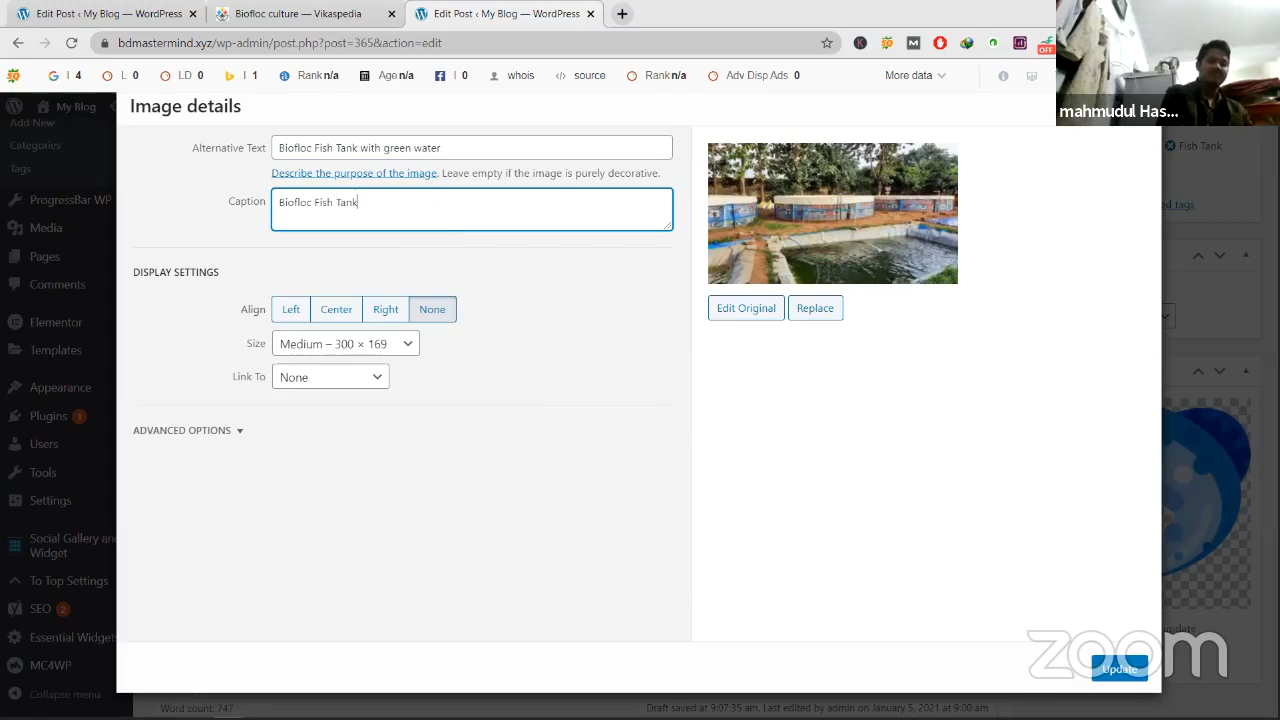 Edit Post ‹ My Blog — WordPress
Biofloc culture — Vikaspedia
Edit Post ‹ My Blog — WordPress
bdmastermind.xyz/wp-admin/post.php?post=365&action=edit
OFF
I 4
L 0
LD 0
I 1
Rank n/a
Age n/a
I 0
whois
source
Rank n/a
Adv Disp Ads 0
More data
mahmudul Has...
My Blog
Add New
Categories
Tags
ProgressBar WP
Media
Pages
Comments
Elementor
Templates
Appearance
Plugins 1
Users
Tools
Settings
Social Gallery and
Widget
To Top Settings
SEO 2
Essential Widgets
MC4WP
Collapse menu
Image details
Alternative Text
Biofloc Fish Tank with green water
Describe the purpose of the image. Leave empty if the image is purely decorative.
Caption
Biofloc Fish Tank
DISPLAY SETTINGS
Align
Left
Center
Right
None
Size
Medium – 300 × 169
Link To
None
ADVANCED OPTIONS
Edit Original
Replace
Fish Tank
ed tags
update
zoom
Update
Word count: 747
Draft saved at 9:07:35 am. Last edited by admin on January 5, 2021 at 9:00 am